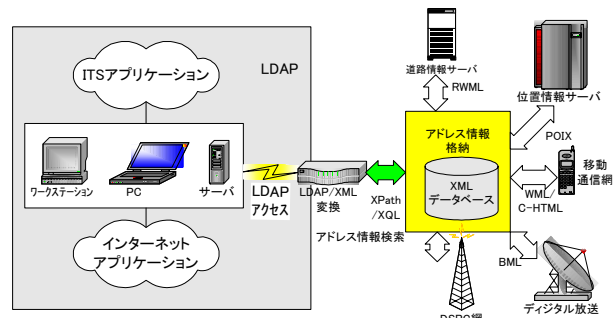 ITSアプリケーション
LDAP
ワークステーション
PC
サーバ
インターネット
アプリケーション
LDAP
アクセス
LDAP/XML
変換
XPath
/XQL
アドレス情報検索
道路情報サーバ
RWML
アドレス情報
格納
XML
データベース
位置情報サーバ
POIX
移動
通信網
WML/
C-HTML
BML
ディジタル放送
DSRC網